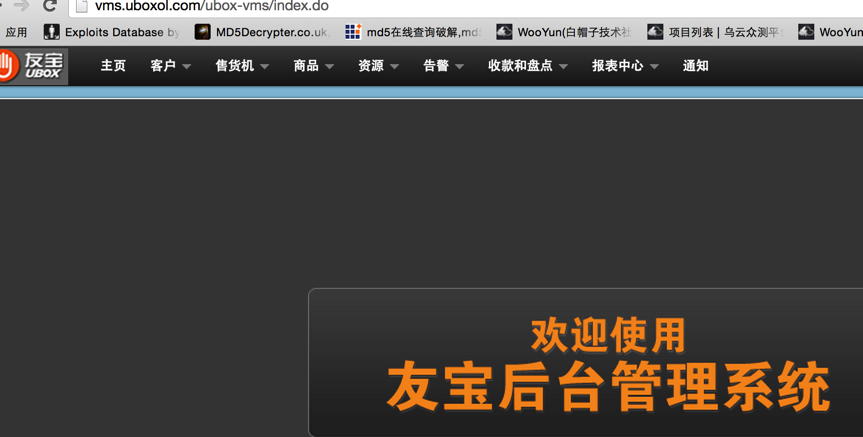 vms.uboxol.com/ubox-vms/index.do
应用 Exploits Database by MD5Decrypter.co.uk, md5在线查询破解,md5 WooYun(白帽子技术社 项目列表 | 乌云众测平 WooYun
友宝 UBOX 主页 客户 售货机 商品 资源 告警 收款和盘点 报表中心 通知
欢迎使用
友宝后台管理系统